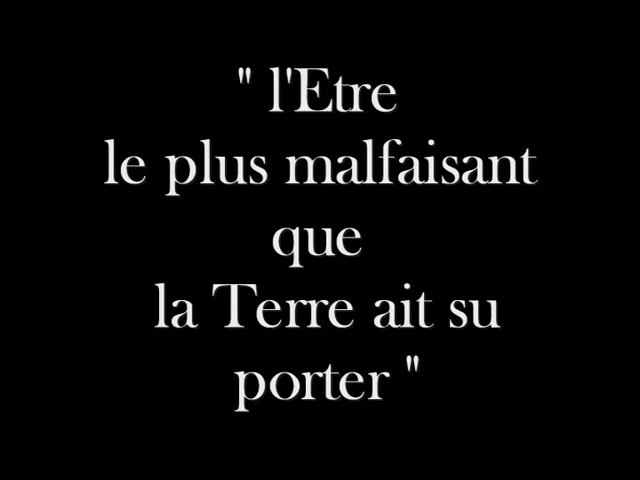 " l'Etre
le plus malfaisant
que
la Terre ait su
porter "